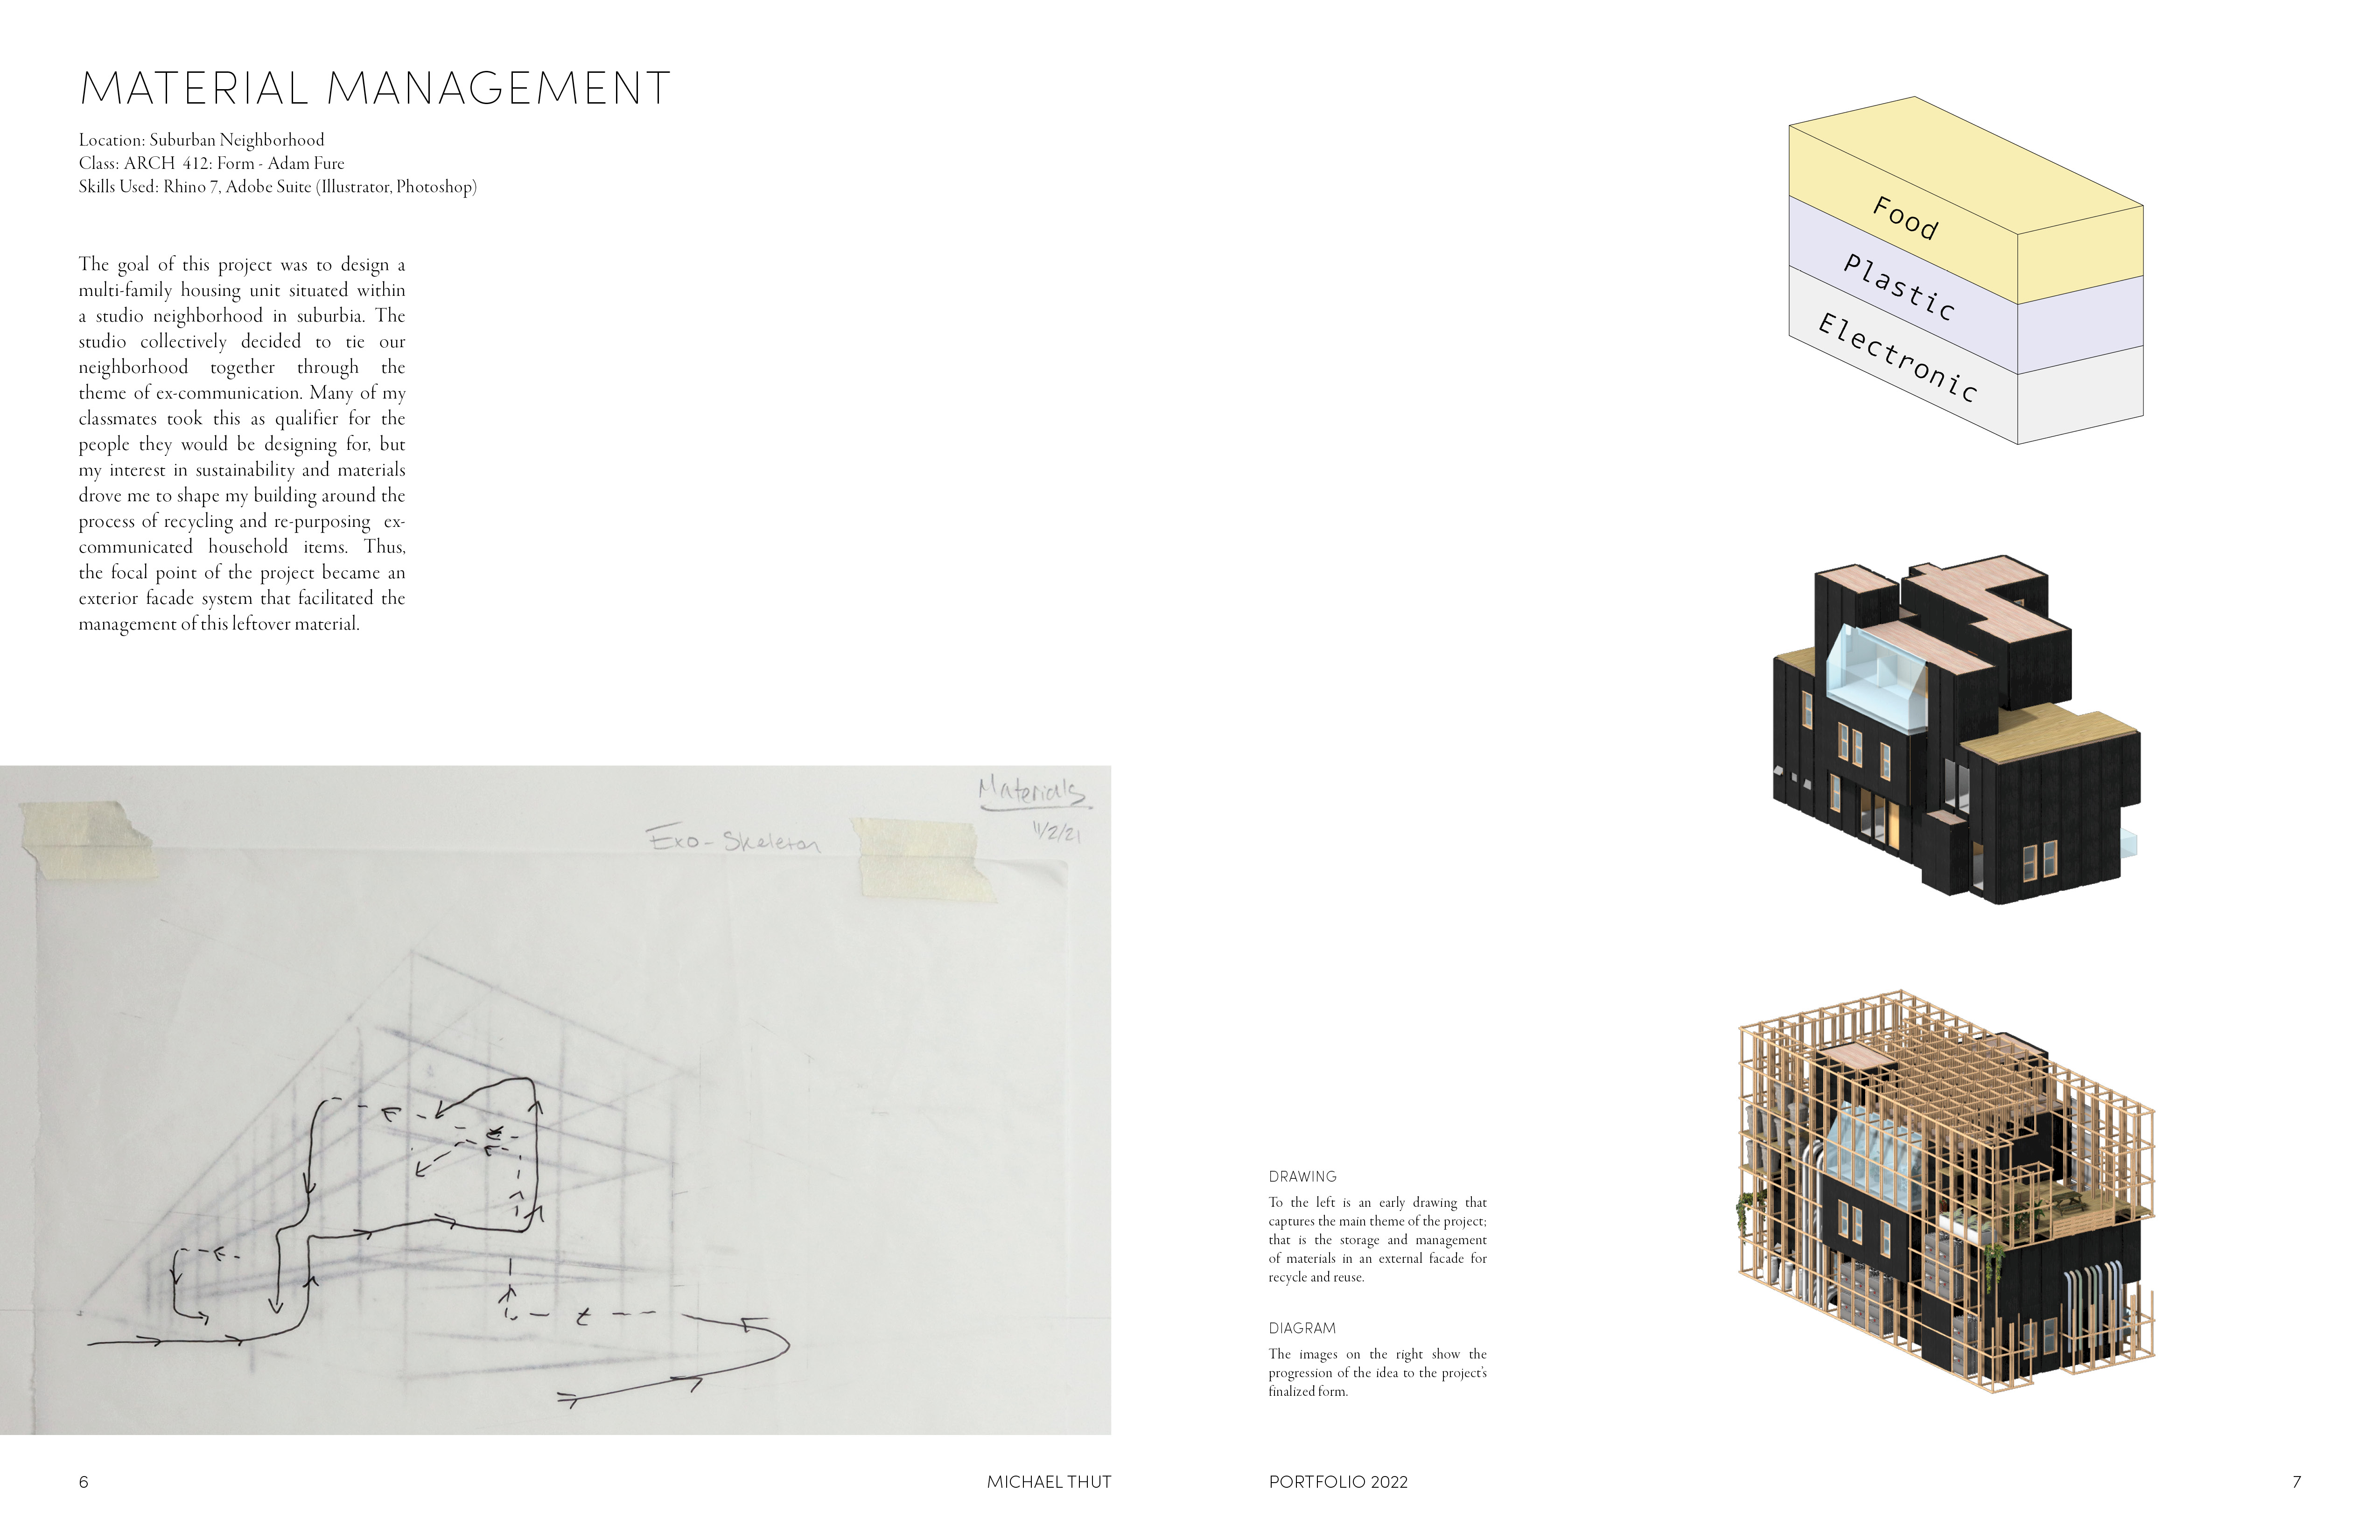 MATERIAL MANAGEMENT
Location: Suburban Neighborhood
Class: ARCH 412: Form - Adam Fure
Skills Used: Rhino 7, Adobe Suite (Illustrator, Photoshop)
The goal of this project was to design a
multi-family housing unit situated within
a studio neighborhood in suburbia. The
studio collectively decided to tie our
neighborhood together through the
theme of ex-communication. Many of my
classmates took this as qualifier for the
people they would be designing for, but
my interest in sustainability and materials
drove me to shape my building around the
process of recycling and re-purposing ex-
communicated household items. Thus,
the focal point of the project became an
exterior facade system that facilitated the
management of this leftover material.
Materials
11/2/21
Exo-Skeleton
6
MICHAEL THUT
Food
Plastic
Electronic
DRAWING
To the left is an early drawing that
captures the main theme of the project;
that is the storage and management
of materials in an external facade for
recycle and reuse.
DIAGRAM
The images on the right show the
progression of the idea to the project's
finalized form.
PORTFOLIO 2022
7